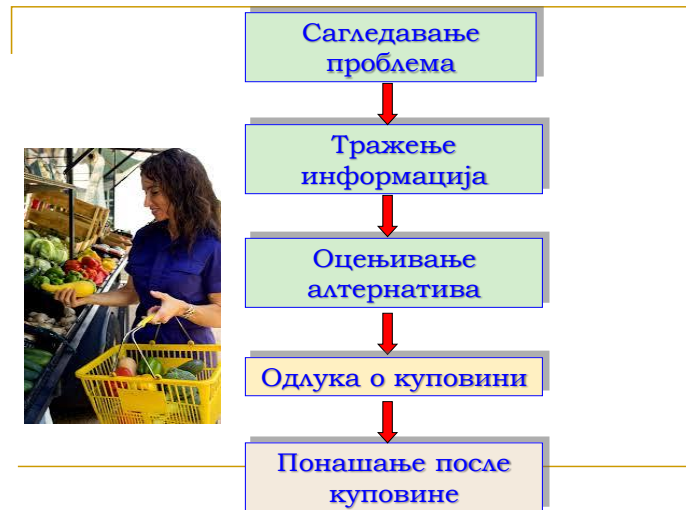 Сагледавање
проблема
Тражење
информација
Оцењивање
алтернатива
Одлука о куповини
Понашање после
куповине